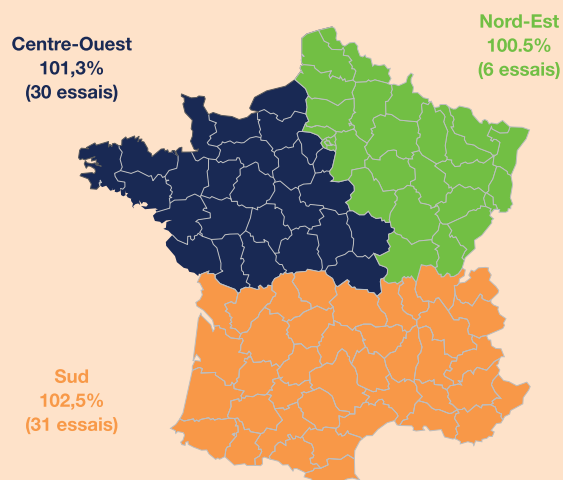 Centre-Ouest
101,3%
(30 essais)
Nord-Est
100.5%
(6 essais)
Sud
102,5%
(31 essais)